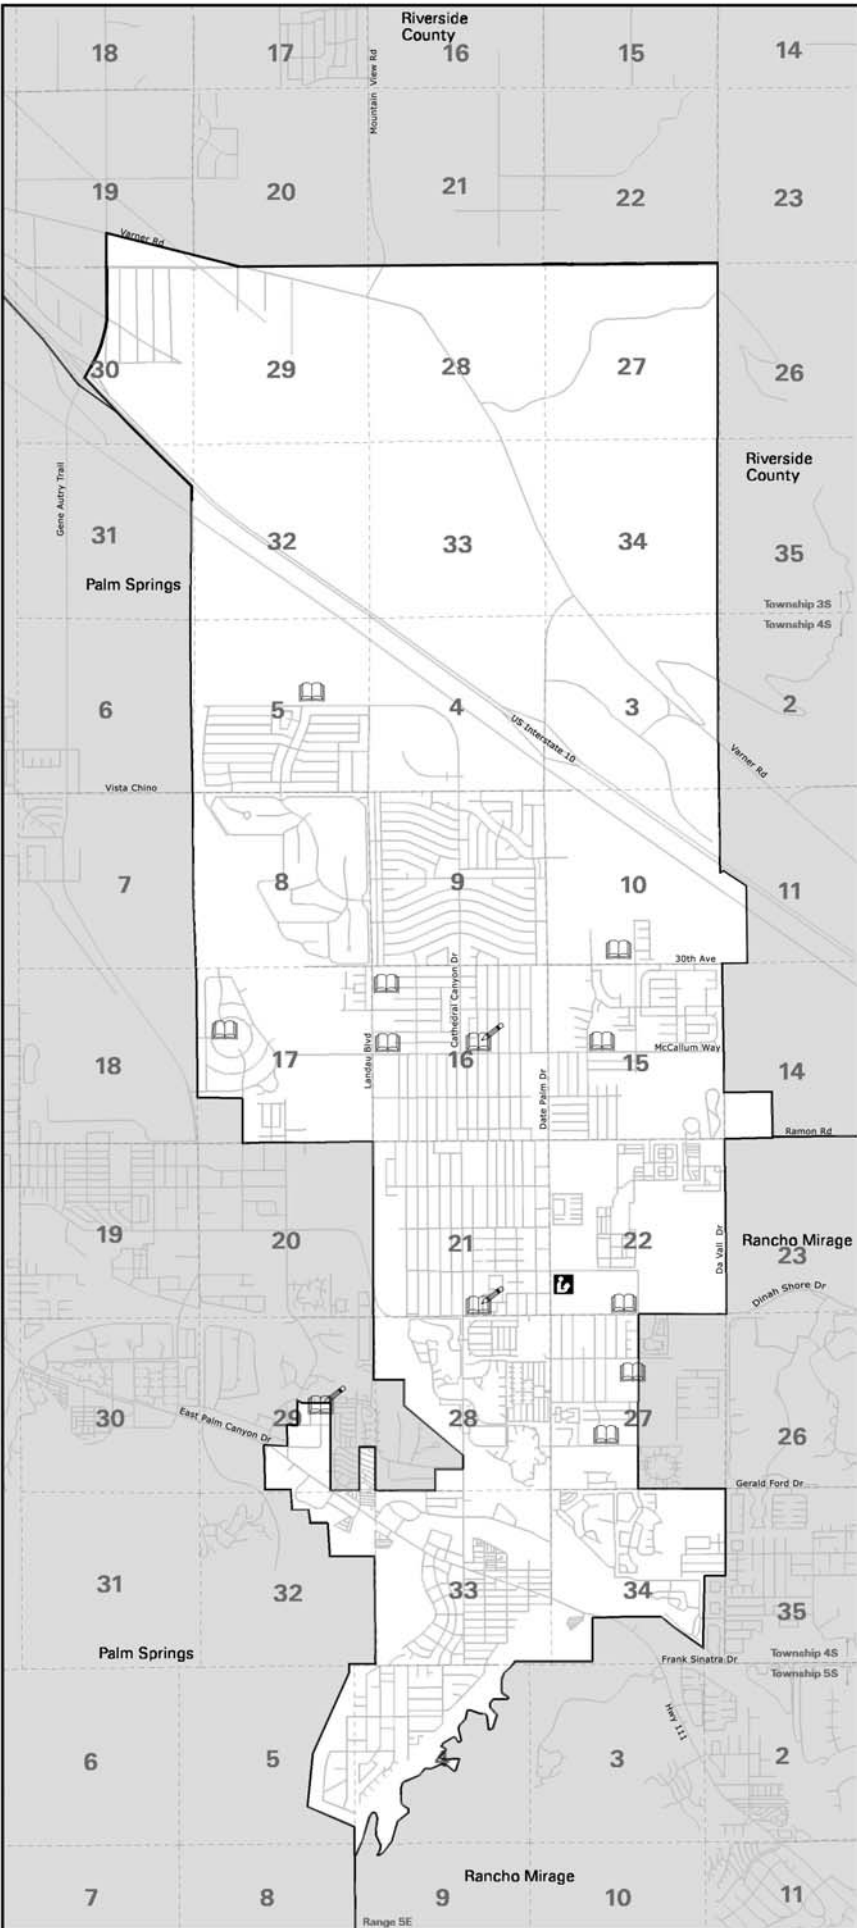 Riverside
County
18
17
16
15
14
Mountain View Rd
19
20
21
22
23
Varner Rd
30
29
28
27
26
Riverside
County
Gene Autry Trail
31
32
33
34
35
Palm Springs
Township 3S
Township 4S
6
5
4
3
2
US Interstate 10
Varner Rd
Vista Chino
7
8
9
10
11
30th Ave
Cathedral Canyon Dr
Landau Blvd
McCallum Way
18
17
16
15
14
Date Palm Dr
Ramon Rd
19
20
21
22
Da Vall Dr
Rancho Mirage
23
Dinah Shore Dr
30
East Palm Canyon Dr
29
28
27
26
Gerald Ford Dr
31
32
33
34
35
Palm Springs
Frank Sinatra Dr
Township 4S
Township 5S
Hwy 111
6
5
3
2
Rancho Mirage
7
8
9
10
11
Range 5E